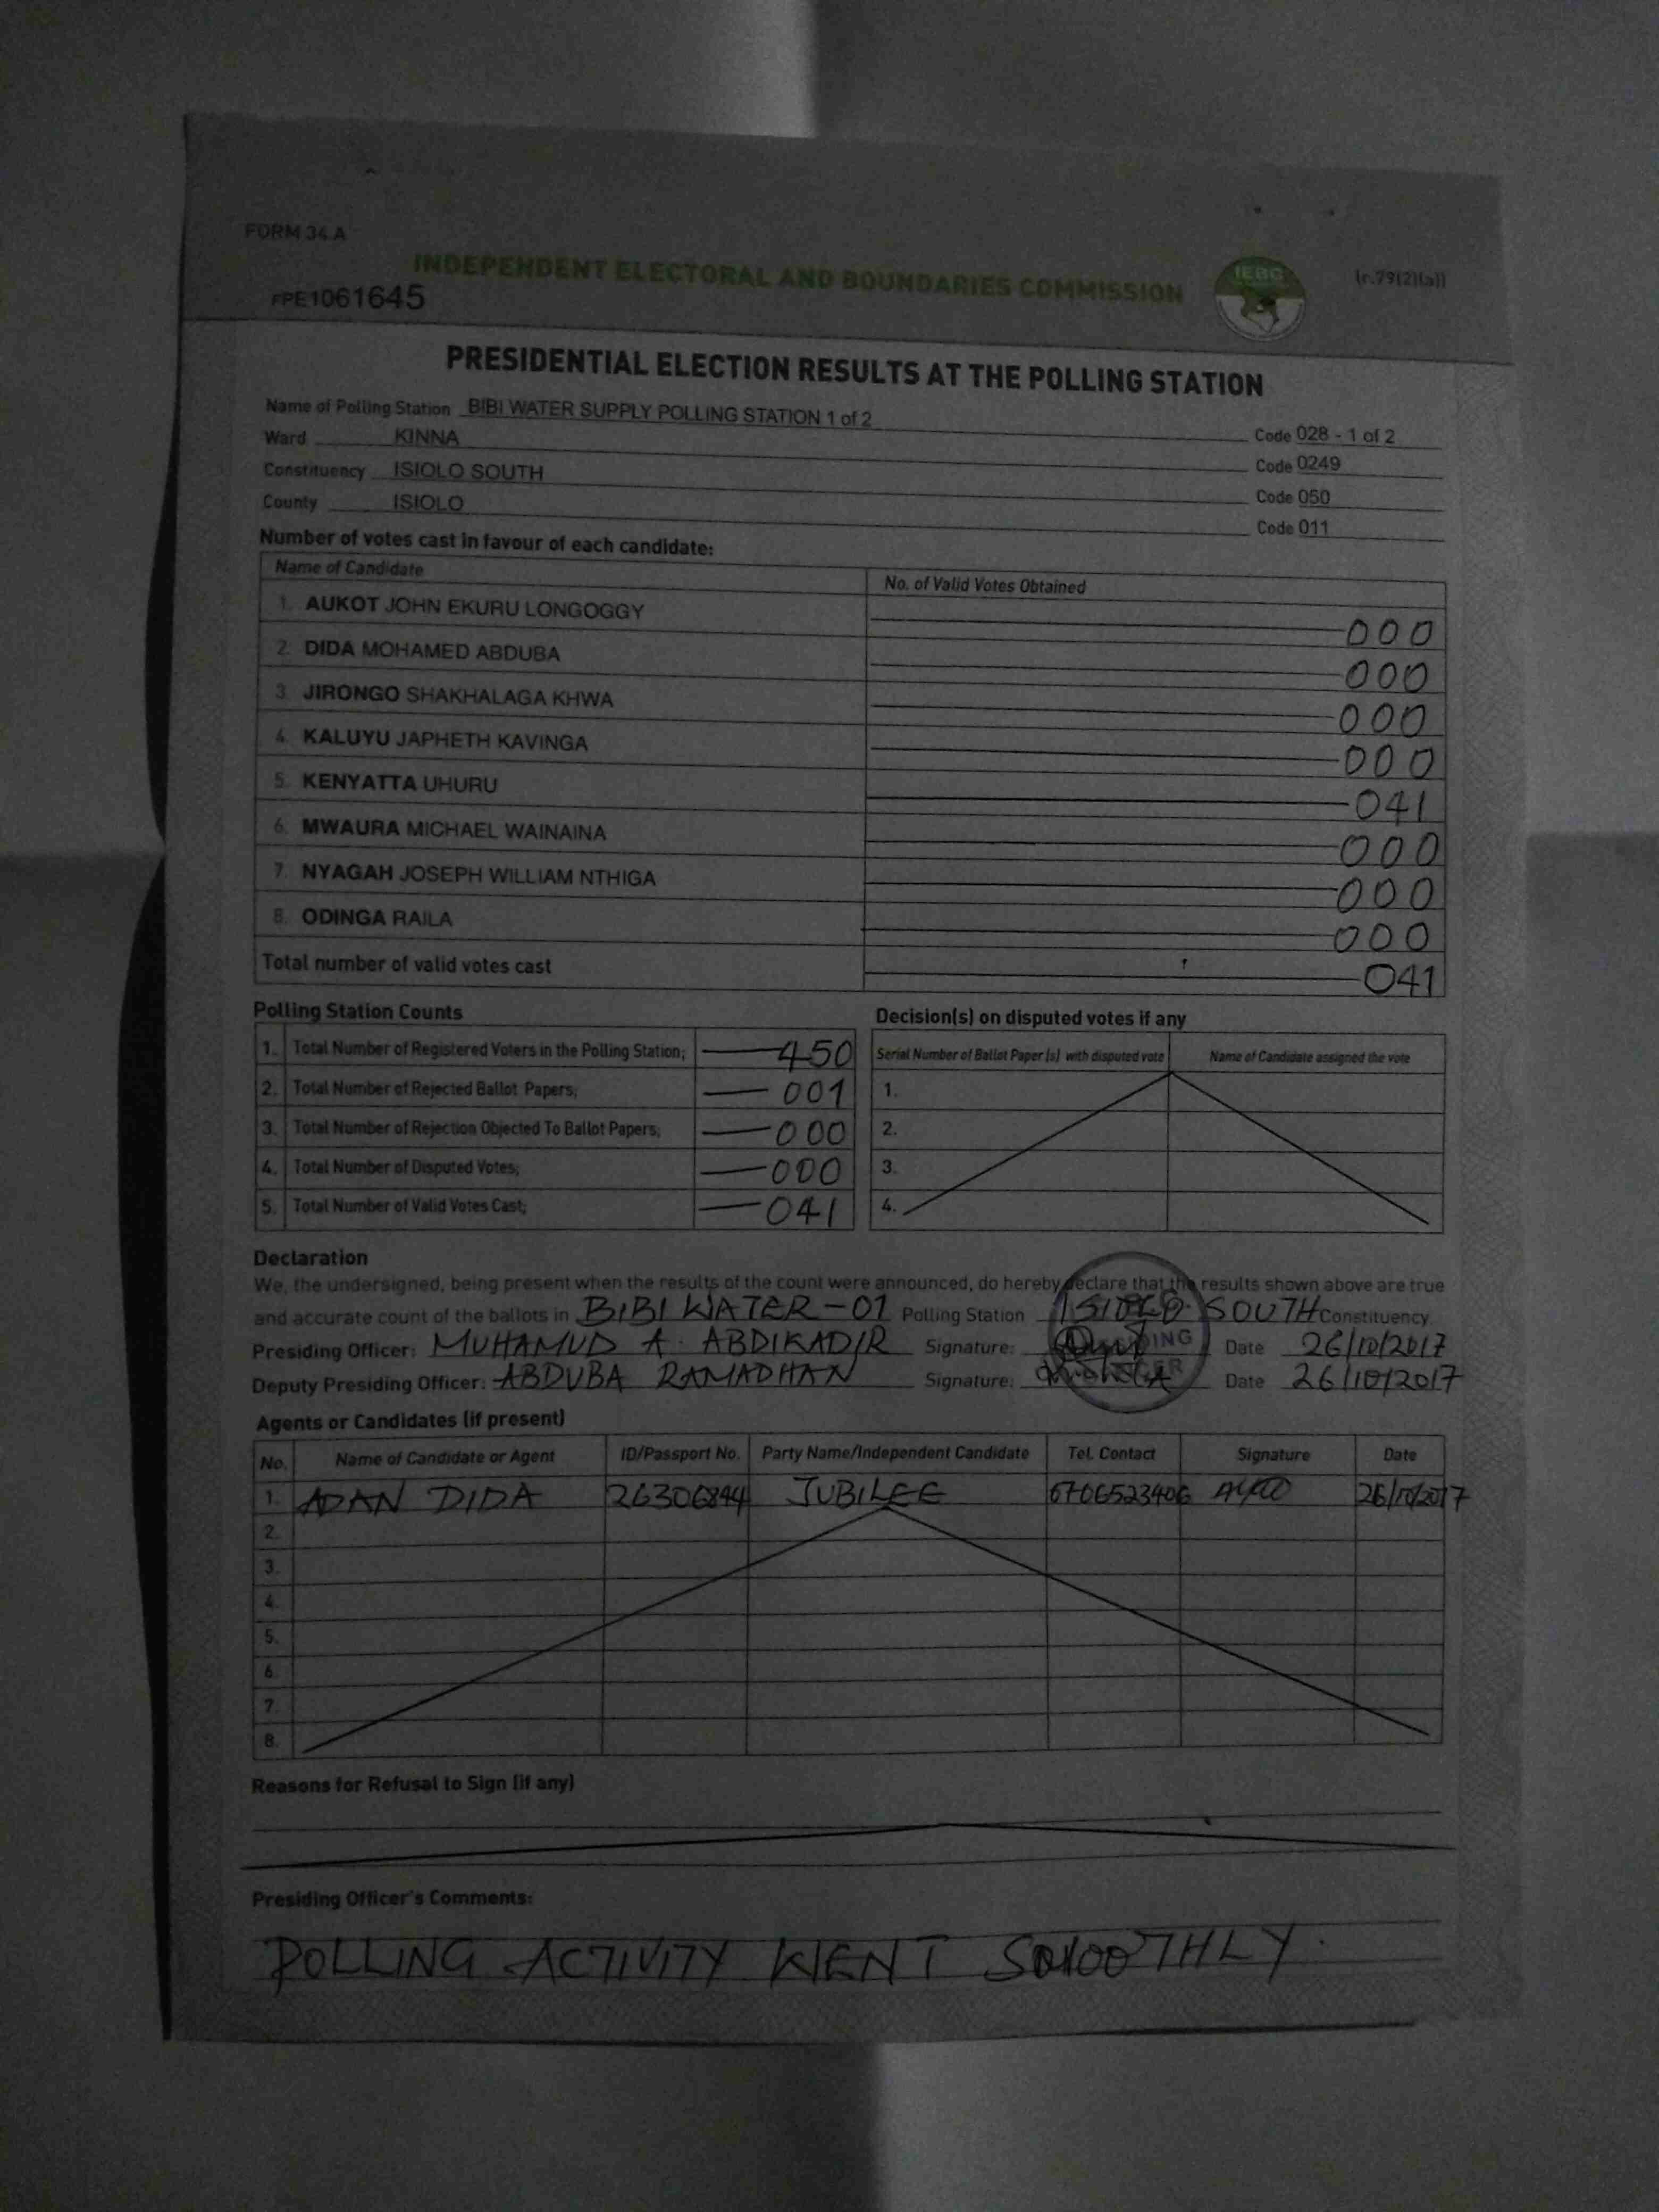 FORM 34.A
INDEPENDENT ELECTORAL AND BOUNDARIES COMMISSION
IEBC
(r.79(2)(a))
FPE1061645
PRESIDENTIAL ELECTION RESULTS AT THE POLLING STATION
Name of Polling Station BIBI WATER SUPPLY POLLING STATION 1 of 2 Code 028 - 1 of 2
Ward KINNA Code 0249
Constituency ISIOLO SOUTH Code 050
County ISIOLO Code 011
Number of votes cast in favour of each candidate:
Name of Candidate No. of Valid Votes Obtained
1. AUKOT JOHN EKURU LONGOGGY 000
2. DIDA MOHAMED ABDUBA 000
3. JIRONGO SHAKHALAGA KHWA 000
4. KALUYU JAPHETH KAVINGA 000
5. KENYATTA UHURU 041
6. MWAURA MICHAEL WAINAINA 000
7. NYAGAH JOSEPH WILLIAM NTHIGA 000
8. ODINGA RAILA 000
Total number of valid votes cast 041
Polling Station Counts
1. Total Number of Registered Voters in the Polling Station; 450
2. Total Number of Rejected Ballot Papers; 001
3. Total Number of Rejection Objected To Ballot Papers; 000
4. Total Number of Disputed Votes; 000
5. Total Number of Valid Votes Cast; 041
Decision(s) on disputed votes if any
Serial Number of Ballot Paper (s) with disputed vote Name of Candidate assigned the vote
1.
2.
3.
4.
Declaration
We, the undersigned, being present when the results of the count were announced, do hereby declare that the results shown above are true
and accurate count of the ballots in BIBI WATER-01 Polling Station ISIOLO SOUTH Constituency
Presiding Officer: MUHAMUD A. ABDIKADIR Signature: Date 26/10/2017
Deputy Presiding Officer: ABDUBA RAMADHAN Signature: Date 26/10/2017
Agents or Candidates (if present)
No. Name of Candidate or Agent ID/Passport No. Party Name/Independent Candidate Tel. Contact Signature Date
1. ADAN DIDA 26306844 JUBILEE 0706523406 26/10/2017
2.
3.
4.
5.
6.
7.
8.
Reasons for Refusal to Sign (if any)
Presiding Officer's Comments:
POLLING ACTIVITY WENT SMOOTHLY.